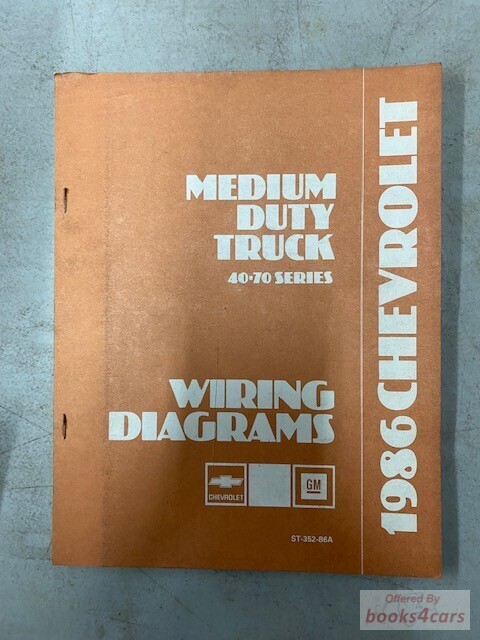 MEDIUM
DUTY
TRUCK
40-70 SERIES
WIRING
DIAGRAMS
CHEVROLET
GM
ST-352-86A
1986 CHEVROLET
Offered By
books4cars